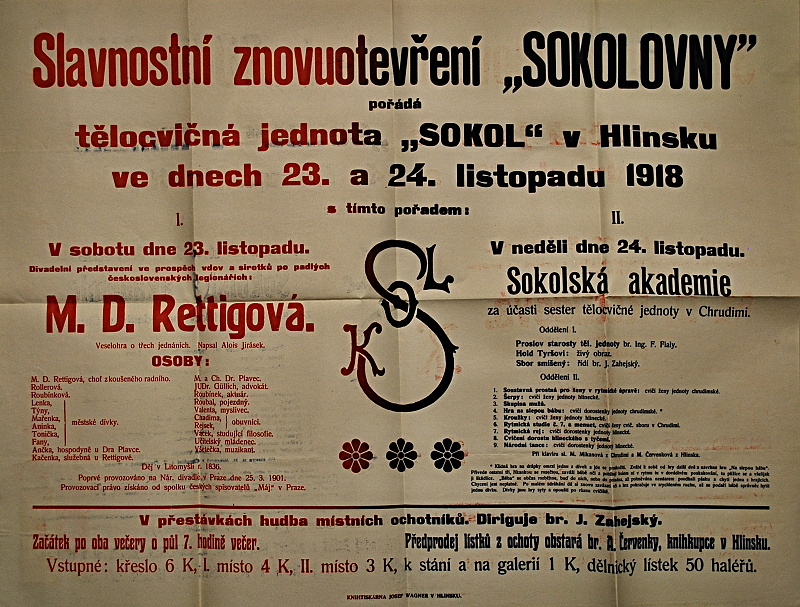 Slavnostní znovuotevření „SOKOLOVNY”
pořádá
tělocvičná jednota „SOKOL“ v Hlinsku
ve dnech 23. a 24. listopadu 1918
s tímto pořadem:
I.
V sobotu dne 23. listopadu.
Divadelní představení ve prospěch vdov a sirotků po padlých
československých legionářích:
M. D. Rettigová.
Veselohra o třech jednáních. Napsal Alois Jirásek.
OSOBY:
M. D. Rettigová, choť zkoušeného radního.
Rollerová.
Roubínková.
Lenka,
Týny,
Mařenka,
Aninka,
Tonička,
Fany,
městské dívky.
Ančka, hospodyně u Dra Plavce.
Kačenka, služebná u Rettigové.
M. a Ch. Dr. Plavec.
JUDr. Güllich, advokát.
Roubínek, aktuár.
Roubal, pojezdný.
Valenta, myslivec.
Chadima,
Rejsek,
obuvníci.
Vacek, studující filosofie.
Učitelský mládenec.
Vřštečka, muzikant.
Děj v Litomyšli r. 1836.
Poprvé provozováno na Nár. divadle v Praze dne 25. 3. 1901.
Provozovací právo získáno od spolku českých spisovatelů „Máj“ v Praze.
SOKL
II.
V neděli dne 24. listopadu.
Sokolská akademie
za účasti sester tělocvičné jednoty v Chrudimi.
Oddělení I.
Proslov starosty těl. jednoty br. Ing. F. Fialy.
Hold Tyršovi: živý obraz.
Sbor smíšený: řídí br. J. Zahejský.
Oddělení II.
1. Soustavná prostná pro ženy v rytmické úpravě: cvičí ženy jednoty chrudimské.
2. Šerpy: cvičí ženy jednoty hlinecké.
3. Skupina mužů.
4. Hra na slepou bábu: cvičí dorostenky jednoty chrudimské. *
5. Kroužky: cvičí ženy jednoty hlinecké.
6. Rytmická studie č. 7. a menuet, cvičí ženy cvič. sboru v Chrudimi.
7. Rytmická rej: cvičí dorostenky jednoty hlinecké.
8. Cvičení dorostu hlineckého s tyčemi.
9. Národní tance: cvičí dorostenky jednoty hlinecké.
Při klavíru sl. M. Mikanová v Chrudimi a M. Červenková z Hlinska.
V přestávkách hudba místních ochotníků. Diriguje br. J. Zahejský.
Začátek po oba večery o půl 7. hodině večer.
Předprodej lístků z ochoty obstará br. A. Červenky, knihkupce v Hlinsku.
Vstupné: křeslo 6 K, I. místo 4 K, II. místo 3 K, k stání a na galerii 1 K, dělnický lístek 50 haléřů.
KNIHTISKÁRNA JOSEF WAGNER V HLINSKU.